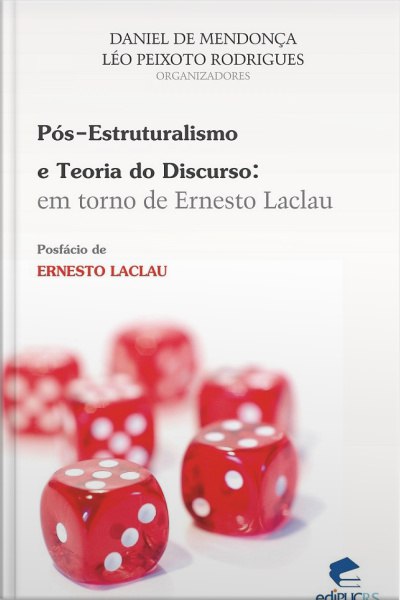 DANIEL DE MENDONÇA
LÉO PEIXOTO RODRIGUES
ORGANIZADORES
Pós-Estruturalismo
e Teoria do Discurso:
em torno de Ernesto Laclau
Posfácio de
ERNESTO LACLAU
ediPUCRS